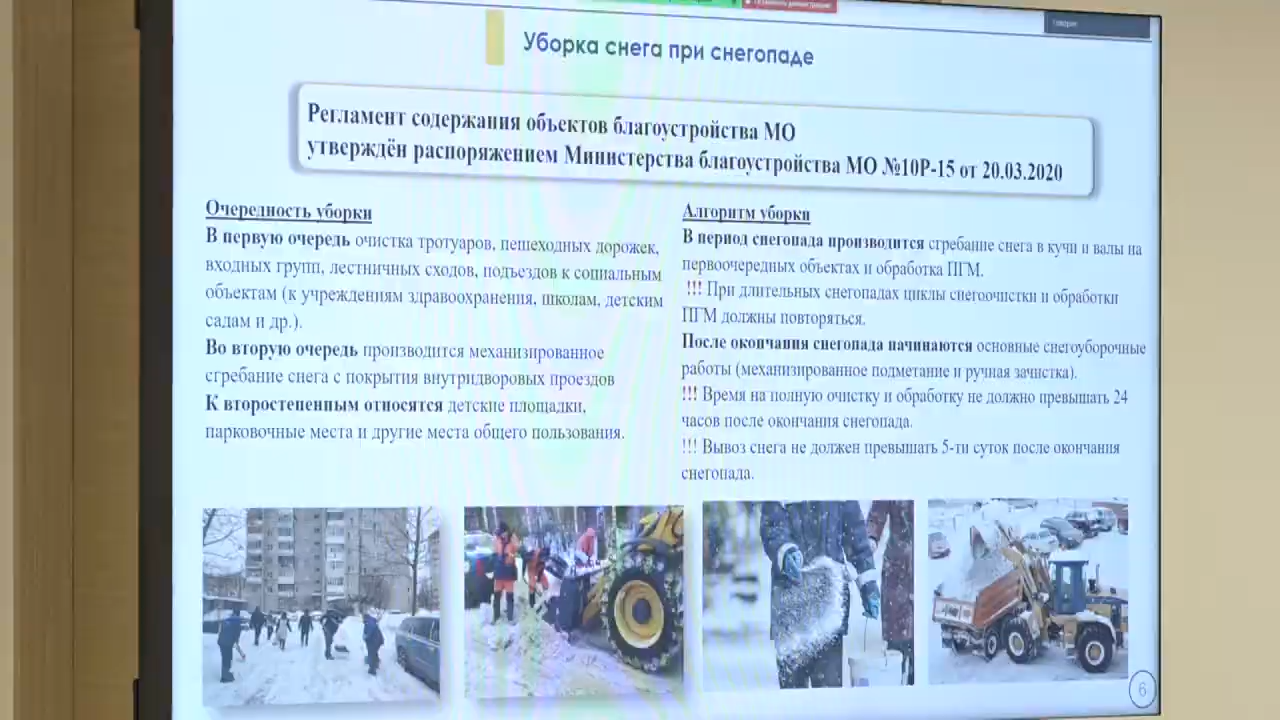 Говорит:
Уборка снега при снегопаде
Регламент содержания объектов благоустройства МО
утверждён распоряжением Министерства благоустройства МО №10Р-15 от 20.03.2020
Очередность уборки
В первую очередь очистка тротуаров, пешеходных дорожек,
входных групп, лестничных сходов, подъездов к социальным
объектам (к учреждениям здравоохранения, школам, детским
садам и др.).
Во вторую очередь производится механизированное
сгребание снега с покрытия внутридворовых проездов
К второстепенным относятся детские площадки,
парковочные места и другие места общего пользования.
Алгоритм уборки
В период снегопада производится сгребание снега в кучи и валы на
первоочередных объектах и обработка ПГМ.
!!! При длительных снегопадах циклы снегоочистки и обработки
ПГМ должны повторяться.
После окончания снегопада начинаются основные снегоуборочные
работы (механизированное подметание и ручная зачистка).
!!! Время на полную очистку и обработку не должно превышать 24
часов после окончания снегопада.
!!! Вывоз снега не должен превышать 5-ти суток после окончания
снегопада.
6